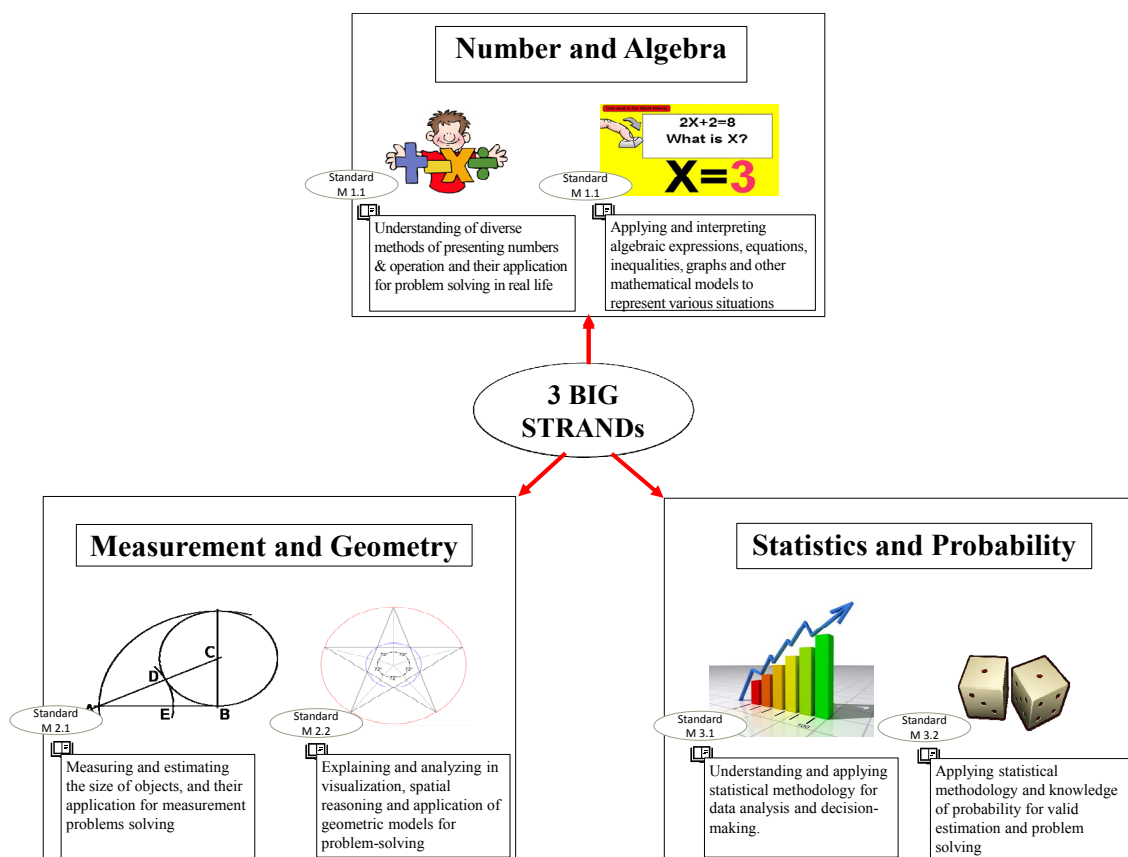 Number and Algebra
2X+2=8
What is X?
X=3
Standard
M 1.1
Standard
M 1.1
Understanding of diverse
methods of presenting numbers
& operation and their application
for problem solving in real life
Applying and interpreting
algebraic expressions, equations,
inequalities, graphs and other
mathematical models to
represent various situations
3 BIG
STRANDs
Measurement and Geometry
C
D
A
E
B
72°
72°
72°
72°
72°
Standard
M 2.1
Standard
M 2.2
Measuring and estimating
the size of objects, and their
application for measurement
problems solving
Explaining and analyzing in
visualization, spatial
reasoning and application of
geometric models for
problem-solving
Statistics and Probability
100
Standard
M 3.1
Standard
M 3.2
Understanding and applying
statistical methodology for
data analysis and decision-
making.
Applying statistical
methodology and knowledge
of probability for valid
estimation and problem
solving